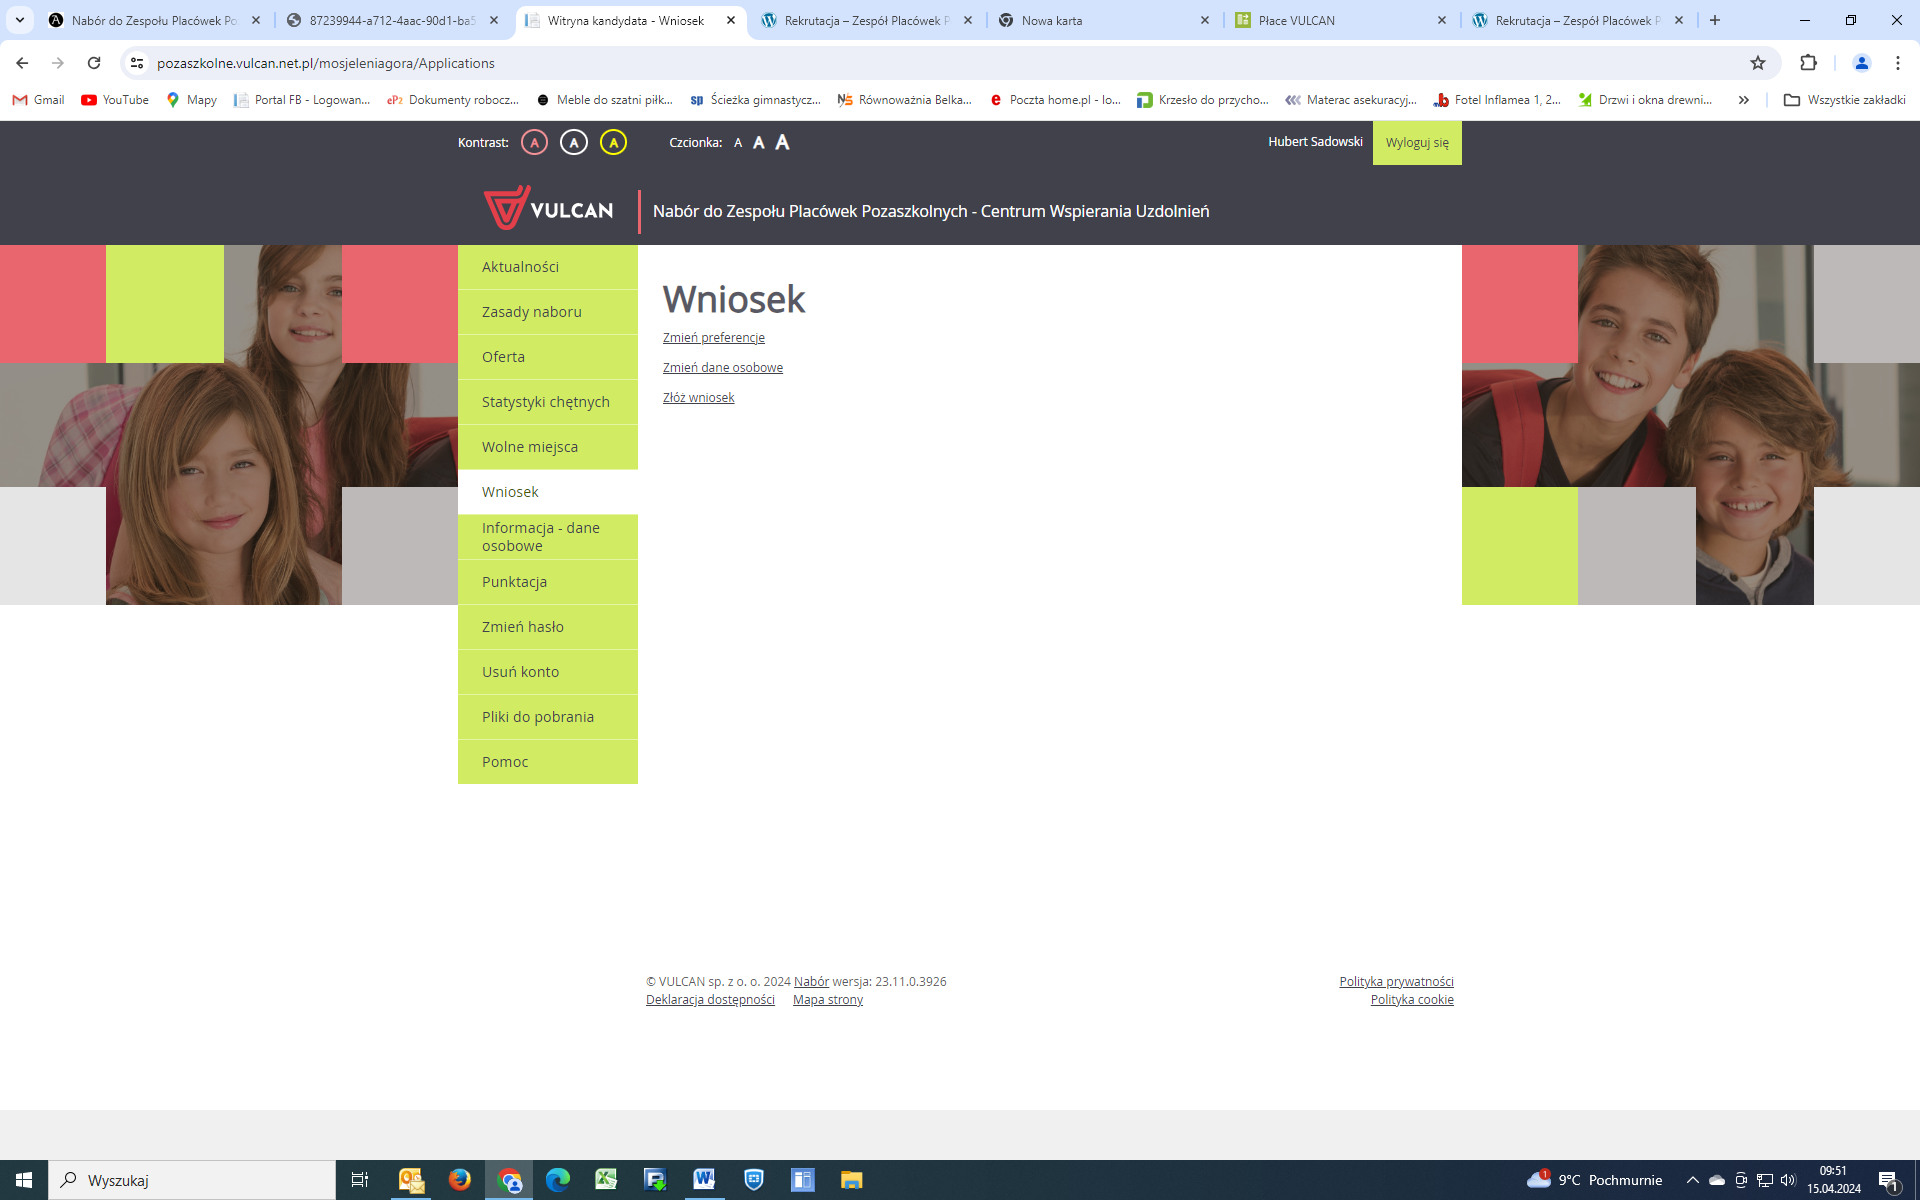 Nabór do Zespołu Placówek Po
87239944-a712-4aac-90d1-ba5
Witryna kandydata - Wniosek
Rekrutacja – Zespół Placówek P
Nowa karta
Płace VULCAN
Rekrutacja – Zespół Placówek P
pozaszkolne.vulcan.net.pl/mosjeleniagora/Applications
Gmail
YouTube
Mapy
Portal FB - Logowan...
Dokumenty robocz...
Meble do szatni piłk...
Ścieżka gimnastycz...
Równoważnia Belka...
Poczta home.pl - lo...
Krzesło do przycho...
Materac asekuracyj...
Fotel Inflamea 1, 2...
Drzwi i okna drewni...
Wszystkie zakładki
Kontrast: A A A
Czcionka: A A A
Hubert Sadowski
Wyloguj się
VULCAN
Nabór do Zespołu Placówek Pozaszkolnych - Centrum Wspierania Uzdolnień
Aktualności
Zasady naboru
Oferta
Statystyki chętnych
Wolne miejsca
Wniosek
Informacja - dane
osobowe
Punktacja
Zmień hasło
Usuń konto
Pliki do pobrania
Pomoc
Wniosek
Zmień preferencje
Zmień dane osobowe
Złóż wniosek
© VULCAN sp. z o. o. 2024 Nabór wersja: 23.11.0.3926
Deklaracja dostępności Mapa strony
Polityka prywatności
Polityka cookie
Wyszukaj
1
9°C Pochmurnie
09:51
15.04.2024
1